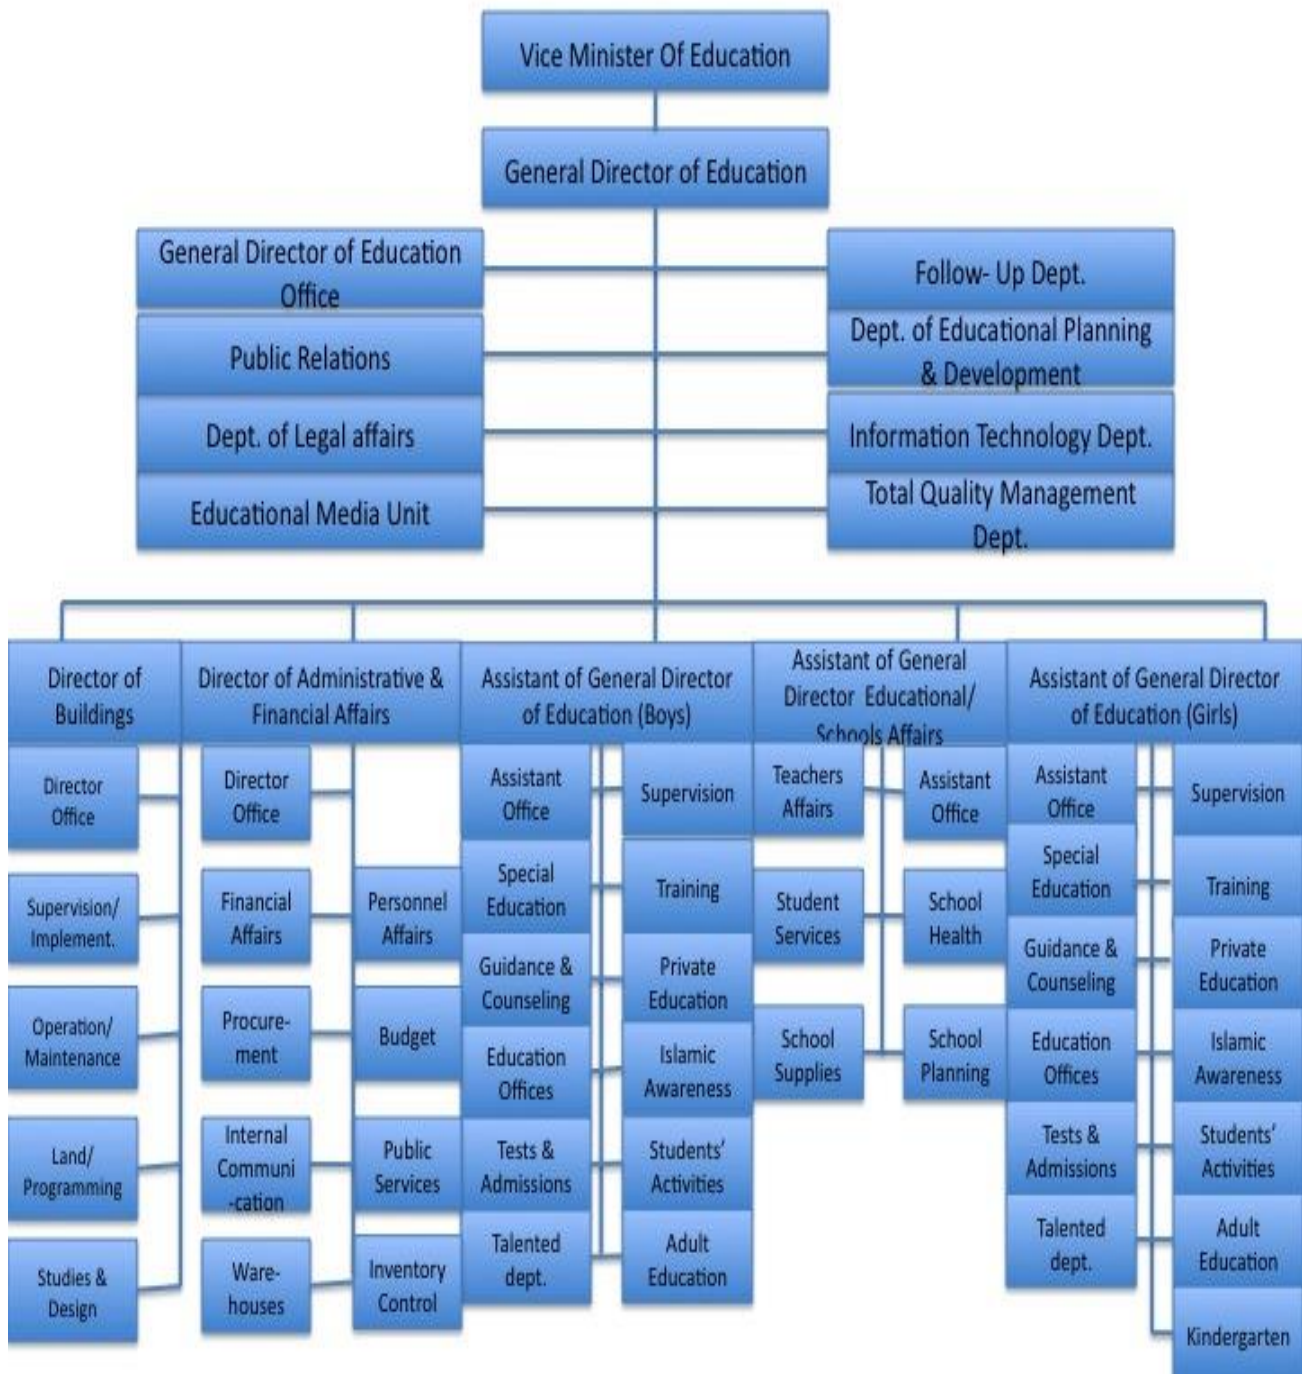 Vice Minister Of Education
General Director of Education
General Director of Education
Office
Follow- Up Dept.
Public Relations
Dept. of Educational Planning
& Development
Dept. of Legal affairs
Information Technology Dept.
Educational Media Unit
Total Quality Management
Dept.
Director of
Buildings
Director of Administrative &
Financial Affairs
Assistant of General Director
of Education (Boys)
Assistant of General
Director Educational/
Schools Affairs
Assistant of General Director
of Education (Girls)
Director
Office
Supervision/
Implement.
Operation/
Maintenance
Land/
Programming
Studies &
Design
Director
Office
Financial
Affairs
Personnel
Affairs
Procure-
ment
Budget
Internal
Communi
-cation
Public
Services
Ware-
houses
Inventory
Control
Assistant
Office
Supervision
Special
Education
Training
Guidance &
Counseling
Private
Education
Education
Offices
Islamic
Awareness
Tests &
Admissions
Students'
Activities
Talented
dept.
Adult
Education
Teachers
Affairs
Assistant
Office
Student
Services
School
Health
School
Supplies
School
Planning
Assistant
Office
Supervision
Special
Education
Training
Guidance &
Counseling
Private
Education
Education
Offices
Islamic
Awareness
Tests &
Admissions
Students'
Activities
Talented
dept.
Adult
Education
Kindergarten